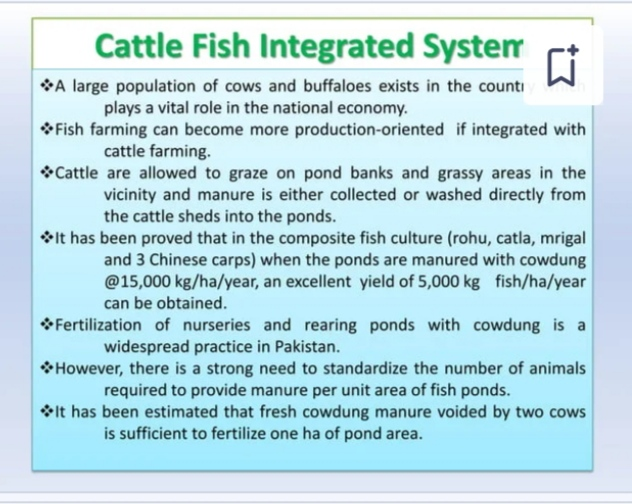 Cattle Fish Integrated System
❖A large population of cows and buffaloes exists in the country
plays a vital role in the national economy.
❖Fish farming can become more production-oriented if integrated with
cattle farming.
❖Cattle are allowed to graze on pond banks and grassy areas in the
vicinity and manure is either collected or washed directly from
the cattle sheds into the ponds.
❖It has been proved that in the composite fish culture (rohu, catla, mrigal
and 3 Chinese carps) when the ponds are manured with cowdung
@15,000 kg/ha/year, an excellent yield of 5,000 kg fish/ha/year
can be obtained.
❖Fertilization of nurseries and rearing ponds with cowdung is a
widespread practice in Pakistan.
❖However, there is a strong need to standardize the number of animals
required to provide manure per unit area of fish ponds.
❖It has been estimated that fresh cowdung manure voided by two cows
is sufficient to fertilize one ha of pond area.